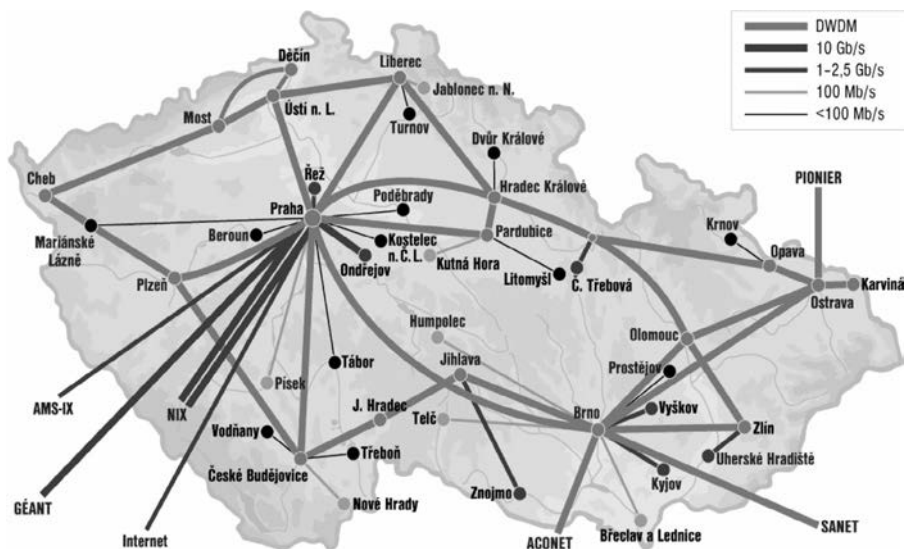 DWDM
10 Gb/s
1–2,5 Gb/s
100 Mb/s
<100 Mb/s
Děčín
Liberec
Jablonec n. N.
Ústí n. L.
Most
Turnov
Dvůr Králové
Cheb
Řež
Hradec Králové
PIONIER
Praha
Poděbrady
Krnov
Mariánské
Lázně
Beroun
Kostelec
n. Č. L.
Pardubice
Opava
Ondřejov
Kutná Hora
Litomyšl
Č. Třebová
Plzeň
Ostrava
Karviná
Humpolec
Olomouc
Jihlava
Prostějov
Tábor
Písek
AMS-IX
NIX
J. Hradec
Telč
Brno
Vyškov
Zlín
Vodňany
Třeboň
České Budějovice
Uherské Hradiště
Kyjov
Znojmo
Nové Hrady
GÉANT
Internet
Břeclav a Lednice
SANET
ACONET